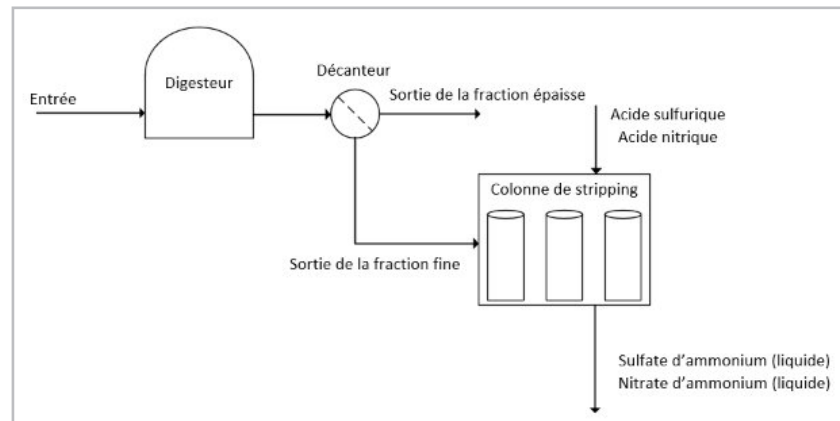 Entrée
Digesteur
Décanteur
Sortie de la fraction épaisse
Acide sulfurique
Acide nitrique
Colonne de stripping
Sortie de la fraction fine
Sulfate d'ammonium (liquide)
Nitrate d'ammonium (liquide)